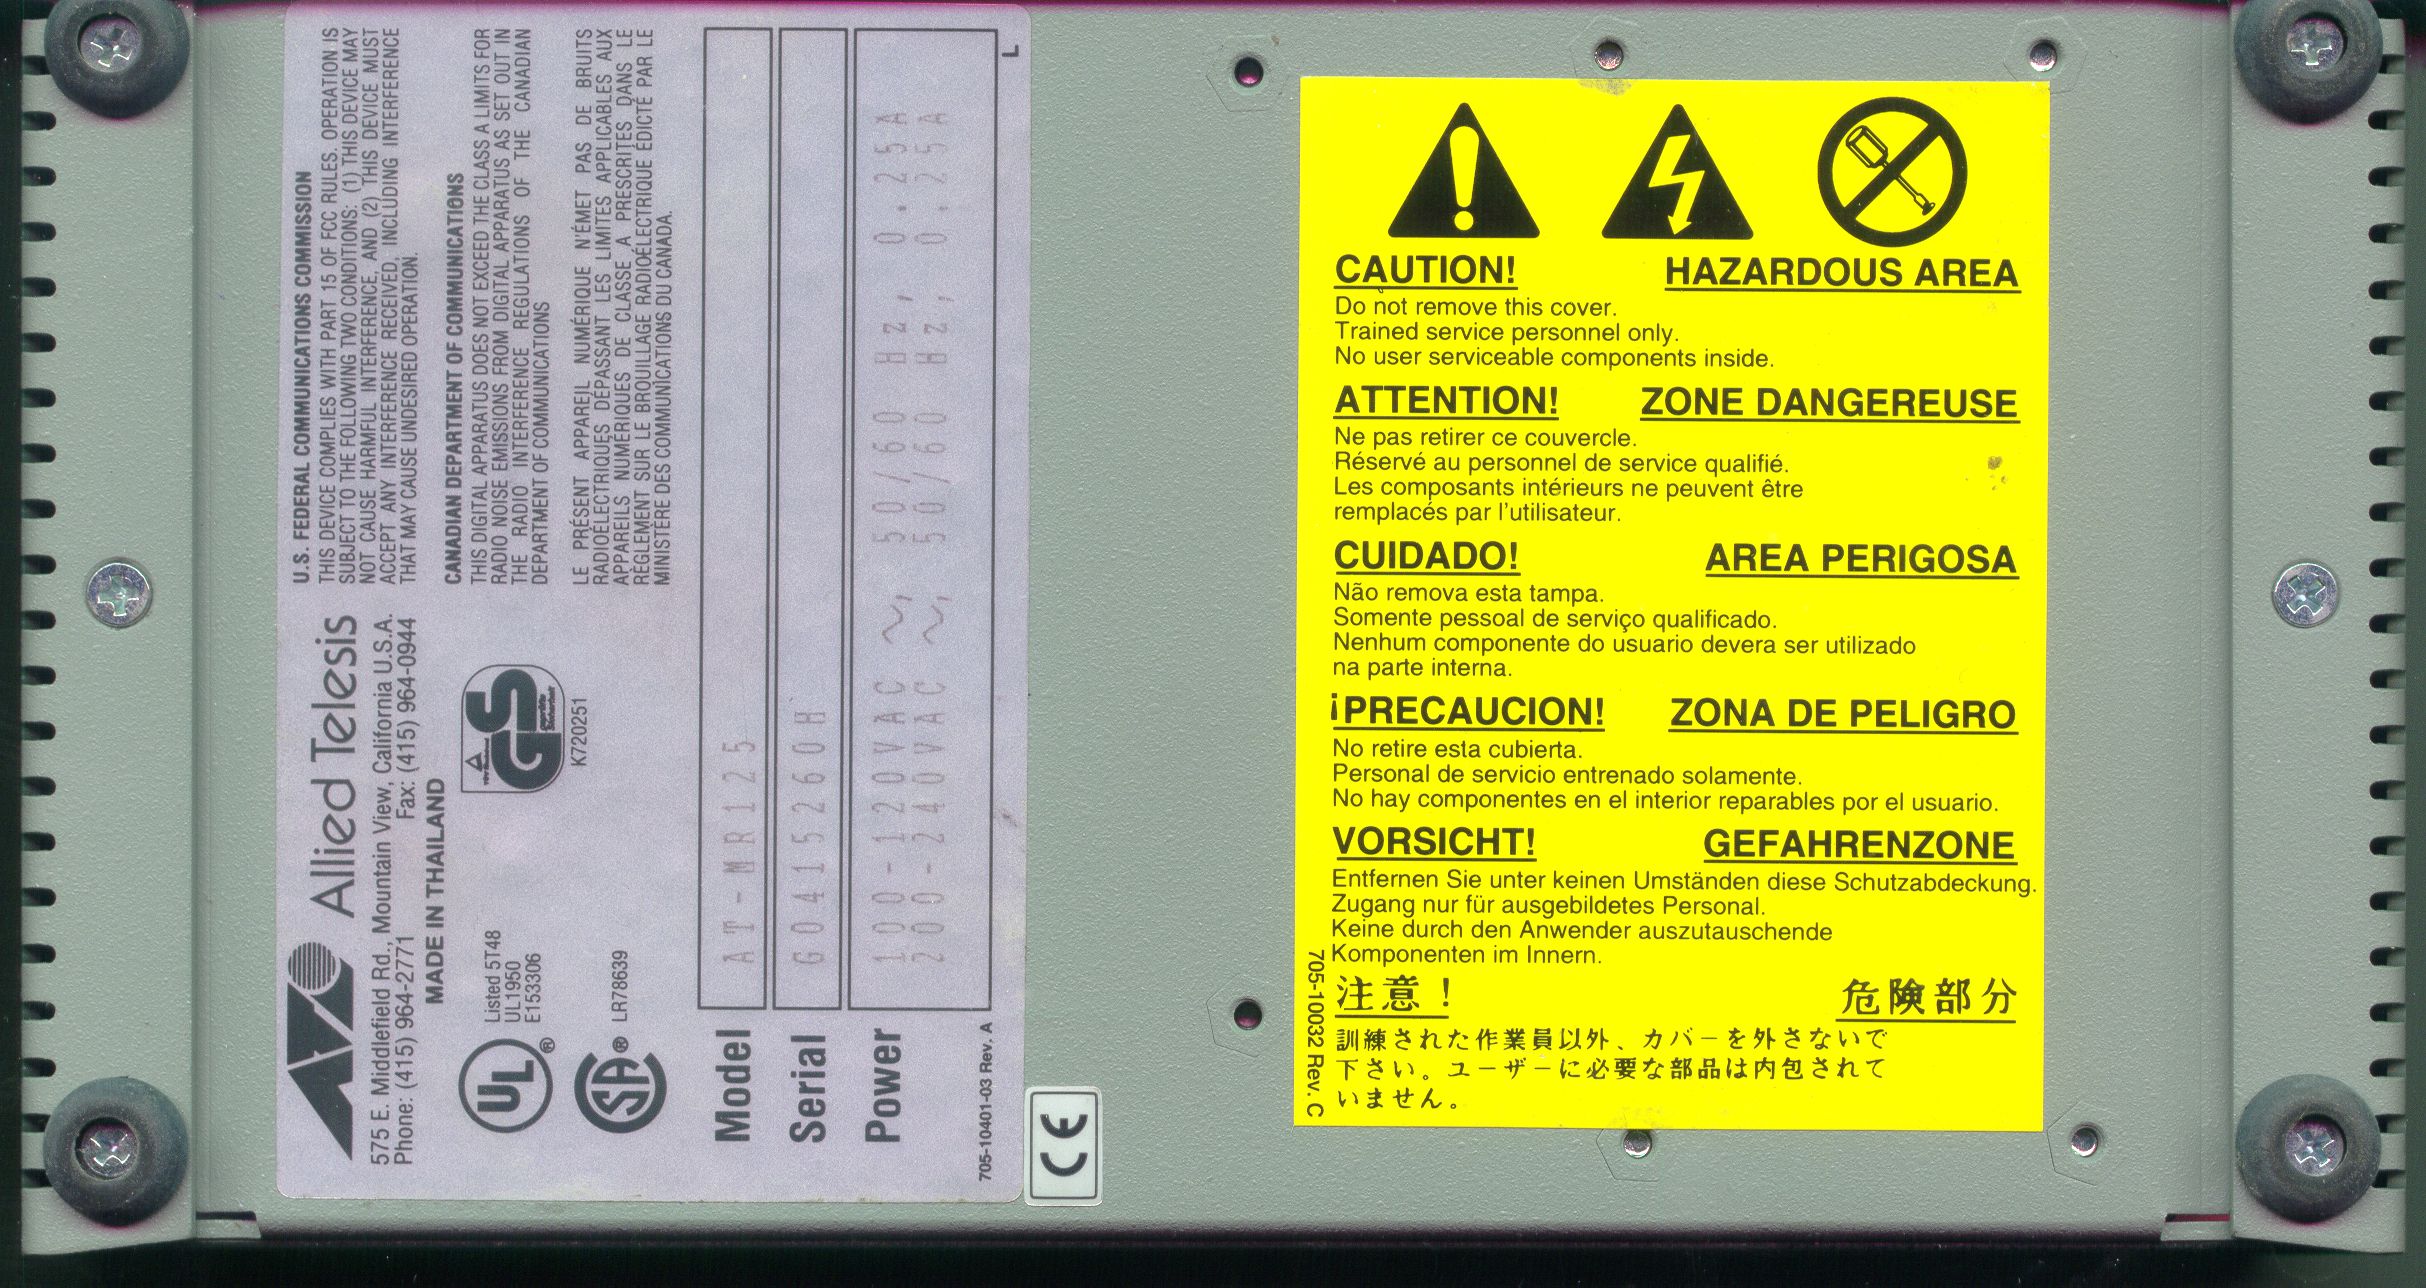 Allied Telesis
575 E. Middlefield Rd., Mountain View, California U.S.A.
Phone: (415) 964-2771 Fax: (415) 964-0944
MADE IN THAILAND
UL®
Listed 5T48
UL1950
E153306
GS
K720251
SA®
LR78639
U.S. FEDERAL COMMUNICATIONS COMMISSION
THIS DEVICE COMPLIES WITH PART 15 OF FCC RULES. OPERATION IS
SUBJECT TO THE FOLLOWING TWO CONDITIONS: (1) THIS DEVICE MAY
NOT CAUSE HARMFUL INTERFERENCE, AND (2) THIS DEVICE MUST
ACCEPT ANY INTERFERENCE RECEIVED, INCLUDING INTERFERENCE
THAT MAY CAUSE UNDESIRED OPERATION.
CANADIAN DEPARTMENT OF COMMUNICATIONS
THIS DIGITAL APPARATUS DOES NOT EXCEED THE CLASS A LIMITS FOR
RADIO NOISE EMISSIONS FROM DIGITAL APPARATUS AS SET OUT IN
THE RADIO INTERFERENCE REGULATIONS OF THE CANADIAN
DEPARTMENT OF COMMUNICATIONS
LE PRÉSENT APPAREIL NUMÉRIQUE N'ÉMET PAS DE BRUITS
RADIOÉLECTRIQUES DÉPASSANT LES LIMITES APPLICABLES AUX
APPAREILS NUMÉRIQUES DE CLASSE A PRESCRITES DANS LE
RÈGLEMENT SUR LE BROUILLAGE RADIOÉLECTRIQUE ÉDICTÉ PAR LE
MINISTÈRE DES COMMUNICATIONS DU CANADA.
Model AT-MR125
Serial G0415260H
Power 100-120VAC ~, 50/60 Hz, 0.25A
200-240VAC ~, 50/60 Hz, 0.25A
705-10401-03 Rev. A
L
CE
CAUTION! HAZARDOUS AREA
Do not remove this cover.
Trained service personnel only.
No user serviceable components inside.
ATTENTION! ZONE DANGEREUSE
Ne pas retirer ce couvercle.
Réservé au personnel de service qualifié.
Les composants intérieurs ne peuvent être
remplacés par l'utilisateur.
CUIDADO! AREA PERIGOSA
Não remova esta tampa.
Somente pessoal de serviço qualificado.
Nenhum componente do usuario devera ser utilizado
na parte interna.
¡PRECAUCION! ZONA DE PELIGRO
No retire esta cubierta.
Personal de servicio entrenado solamente.
No hay componentes en el interior reparables por el usuario.
VORSICHT! GEFAHRENZONE
Entfernen Sie unter keinen Umständen diese Schutzabdeckung.
Zugang nur für ausgebildetes Personal.
Keine durch den Anwender auszutauschende
Komponenten im Innern.
注意！ 危険部分
訓練された作業員以外、カバーを外さないで
下さい。ユーザーに必要な部品は内包されて
いません。
705-10032 Rev. C